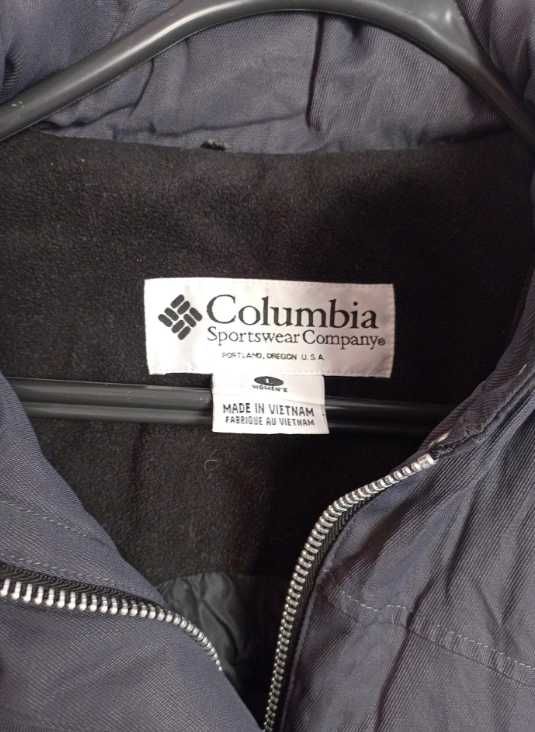 Columbia
Sportswear Company®
PORTLAND, OREGON U.S.A.
L
WOMEN'S
MADE IN VIETNAM
FABRIQUE AU VIETNAM